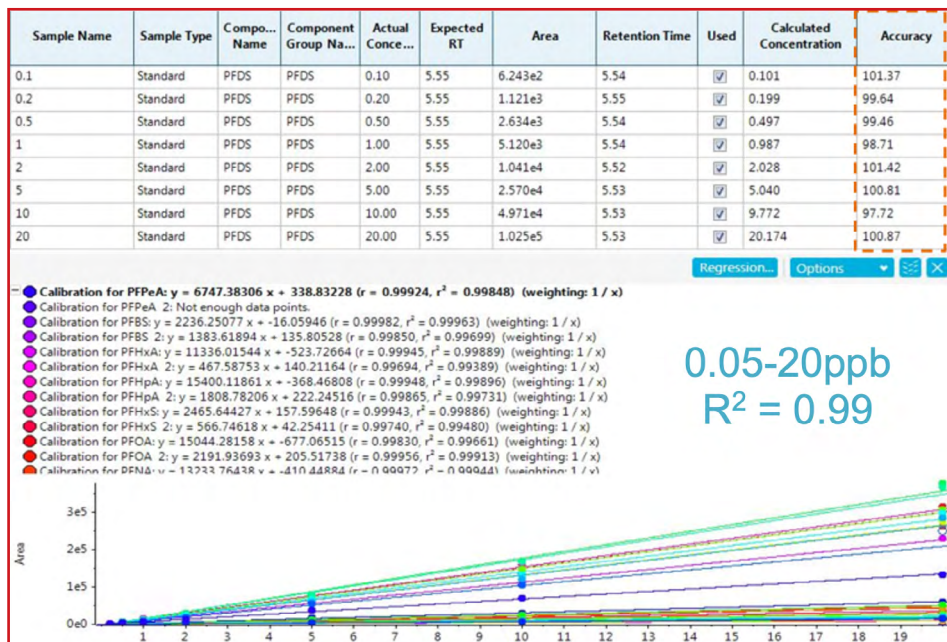 Sample Name Sample Type Compo... Name Component Group Na... Actual Conce... Expected RT Area Retention Time Used Calculated Concentration Accuracy
0.1 Standard PFDS PFDS 0.10 5.55 6.243e2 5.54 0.101 101.37
0.2 Standard PFDS PFDS 0.20 5.55 1.121e3 5.55 0.199 99.64
0.5 Standard PFDS PFDS 0.50 5.55 2.634e3 5.54 0.497 99.46
1 Standard PFDS PFDS 1.00 5.55 5.120e3 5.54 0.987 98.71
2 Standard PFDS PFDS 2.00 5.55 1.041e4 5.52 2.028 101.42
5 Standard PFDS PFDS 5.00 5.55 2.570e4 5.53 5.040 100.81
10 Standard PFDS PFDS 10.00 5.55 4.971e4 5.53 9.772 97.72
20 Standard PFDS PFDS 20.00 5.55 1.025e5 5.53 20.174 100.87
Regression... Options
Calibration for PFPeA: y = 6747.38306 x + 338.83228 (r = 0.99924, r² = 0.99848) (weighting: 1 / x)
Calibration for PFPeA 2: Not enough data points.
Calibration for PFBS: y = 2236.25077 x + -16.05946 (r = 0.99982, r² = 0.99963) (weighting: 1 / x)
Calibration for PFBS 2: y = 1383.61894 x + 135.80528 (r = 0.99850, r² = 0.99699) (weighting: 1 / x)
Calibration for PFHxA: y = 11336.01544 x + -523.72664 (r = 0.99945, r² = 0.99889) (weighting: 1 / x)
Calibration for PFHxA 2: y = 467.58753 x + 140.21164 (r = 0.99694, r² = 0.99389) (weighting: 1 / x)
Calibration for PFHpA: y = 15400.11861 x + -368.46808 (r = 0.99948, r² = 0.99896) (weighting: 1 / x)
Calibration for PFHpA 2: y = 1808.78206 x + 222.24516 (r = 0.99865, r² = 0.99731) (weighting: 1 / x)
Calibration for PFHxS: y = 2465.64427 x + 157.59648 (r = 0.99943, r² = 0.99886) (weighting: 1 / x)
Calibration for PFHxS 2: y = 566.74618 x + 42.25411 (r = 0.99740, r² = 0.99480) (weighting: 1 / x)
Calibration for PFOA: y = 15044.28158 x + -677.06515 (r = 0.99830, r² = 0.99661) (weighting: 1 / x)
Calibration for PFOA 2: y = 2191.93693 x + 205.51738 (r = 0.99956, r² = 0.99913) (weighting: 1 / x)
Calibration for PFNA: y = 13233.76438 x + -410.44884 (r = 0.99972, r² = 0.99944) (weighting: 1 / x)
0.05-20ppb
R² = 0.99
Area
3e5
2e5
1e5
0e0
1 2 3 4 5 6 7 8 9 10 11 12 13 14 15 16 17 18 19